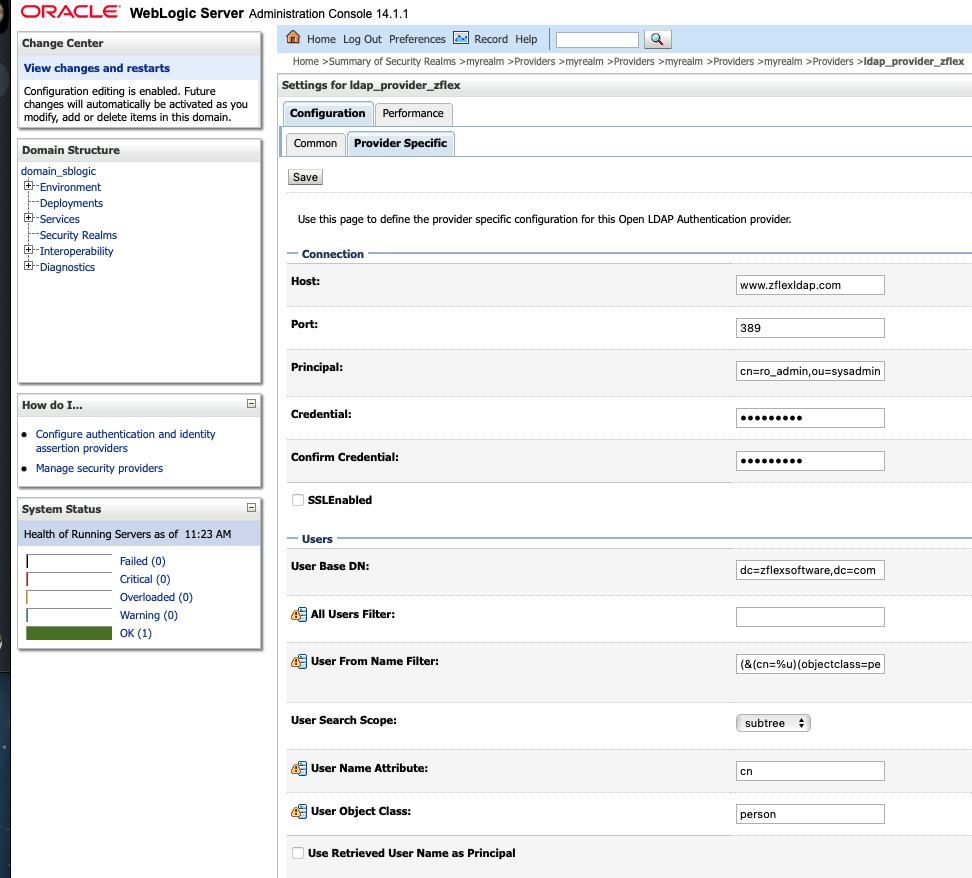 ORACLE® WebLogic Server Administration Console 14.1.1
Change Center
View changes and restarts
Configuration editing is enabled. Future
changes will automatically be activated as you
modify, add or delete items in this domain.
Domain Structure
domain_sblogic
Environment
Deployments
Services
Security Realms
Interoperability
Diagnostics
How do I...
Configure authentication and identity
assertion providers
Manage security providers
System Status
Health of Running Servers as of 11:23 AM
Failed (0)
Critical (0)
Overloaded (0)
Warning (0)
OK (1)
Home Log Out Preferences Record Help
Home >Summary of Security Realms >myrealm >Providers >myrealm >Providers >myrealm >Providers >myrealm >Providers >ldap_provider_zflex
Settings for ldap_provider_zflex
Configuration Performance
Common Provider Specific
Save
Use this page to define the provider specific configuration for this Open LDAP Authentication provider.
Connection
Host: www.zflexldap.com
Port: 389
Principal: cn=ro_admin,ou=sysadmin
Credential: •••••••••
Confirm Credential: •••••••••
SSLEnabled
Users
User Base DN: dc=zflexsoftware,dc=com
All Users Filter:
User From Name Filter: (&(cn=%u)(objectclass=pe
User Search Scope: subtree
User Name Attribute: cn
User Object Class: person
Use Retrieved User Name as Principal